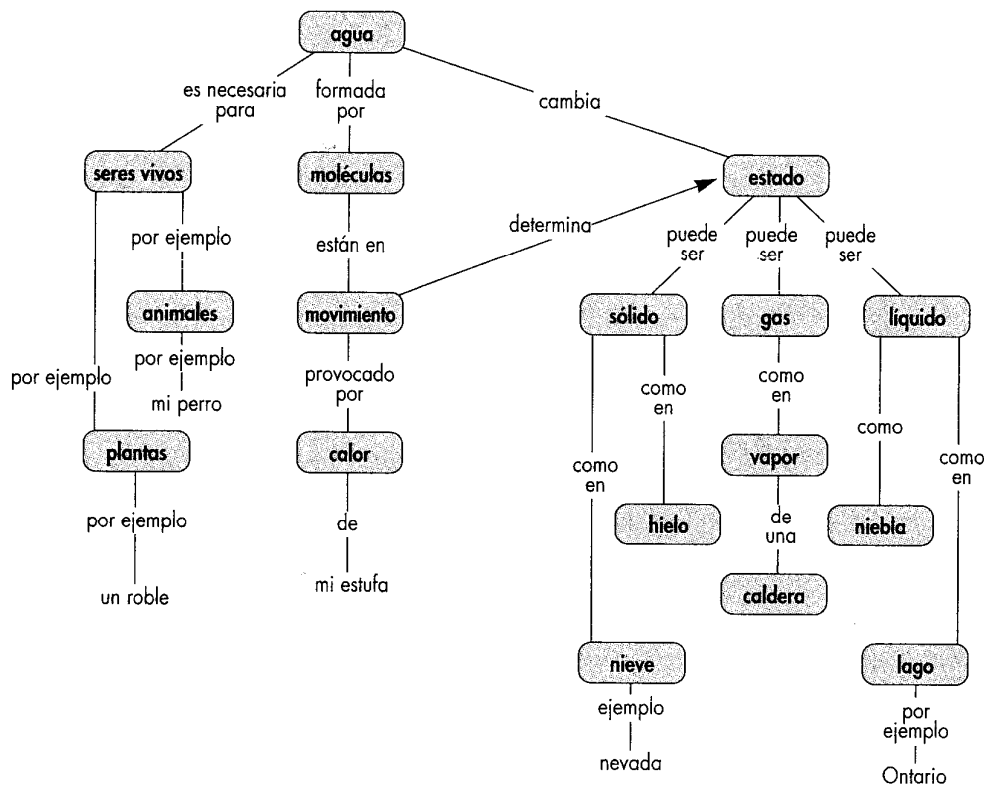 agua
es necesaria
para
formada
por
cambia
seres vivos
moléculas
estado
por ejemplo
están en
determina
puede
ser
puede
ser
puede
ser
animales
movimiento
sólido
gas
líquido
por ejemplo
por ejemplo
mi perro
provocado
por
como
en
como
en
como
como
en
plantas
calor
vapor
como
en
por ejemplo
de
hielo
de
una
niebla
un roble
mi estufa
caldera
nieve
lago
ejemplo
por
ejemplo
nevada
Ontario